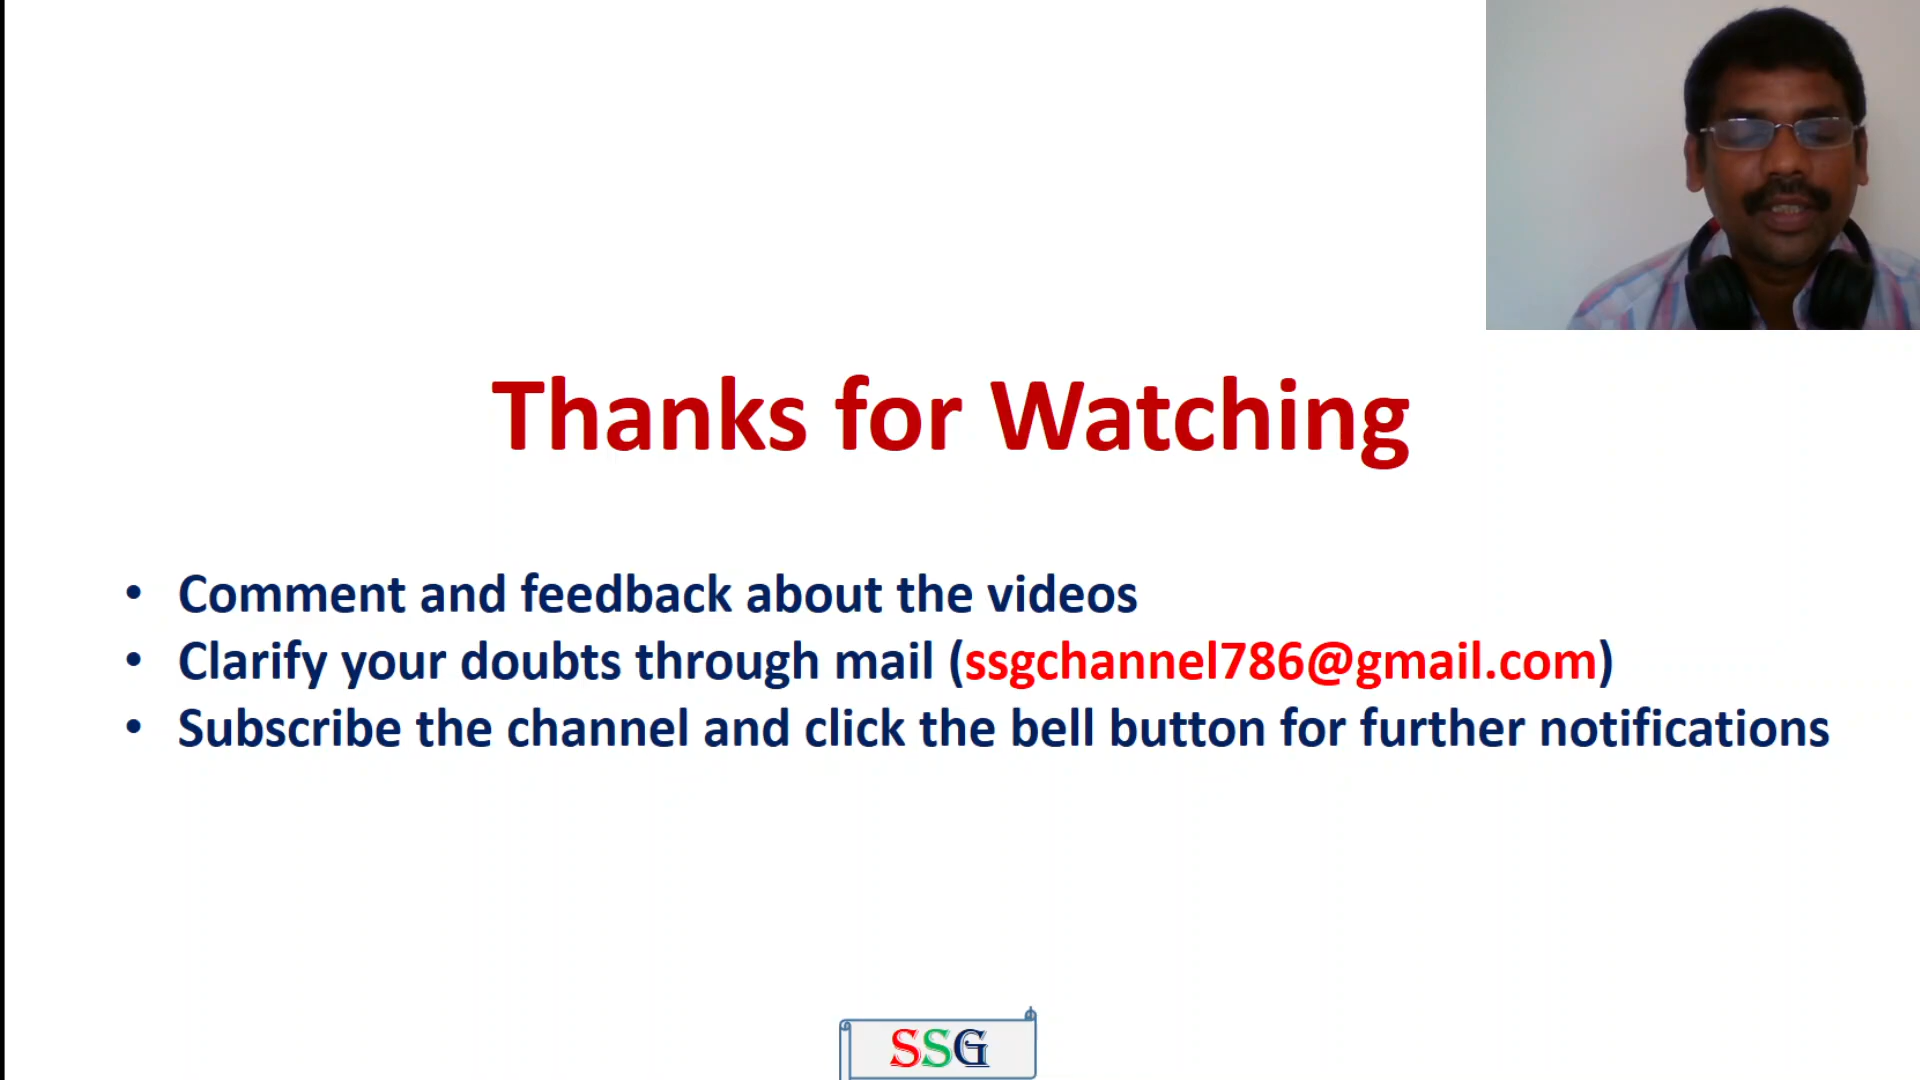 Thanks for Watching
• Comment and feedback about the videos
• Clarify your doubts through mail (ssgchannel786@gmail.com)
• Subscribe the channel and click the bell button for further notifications
SSG